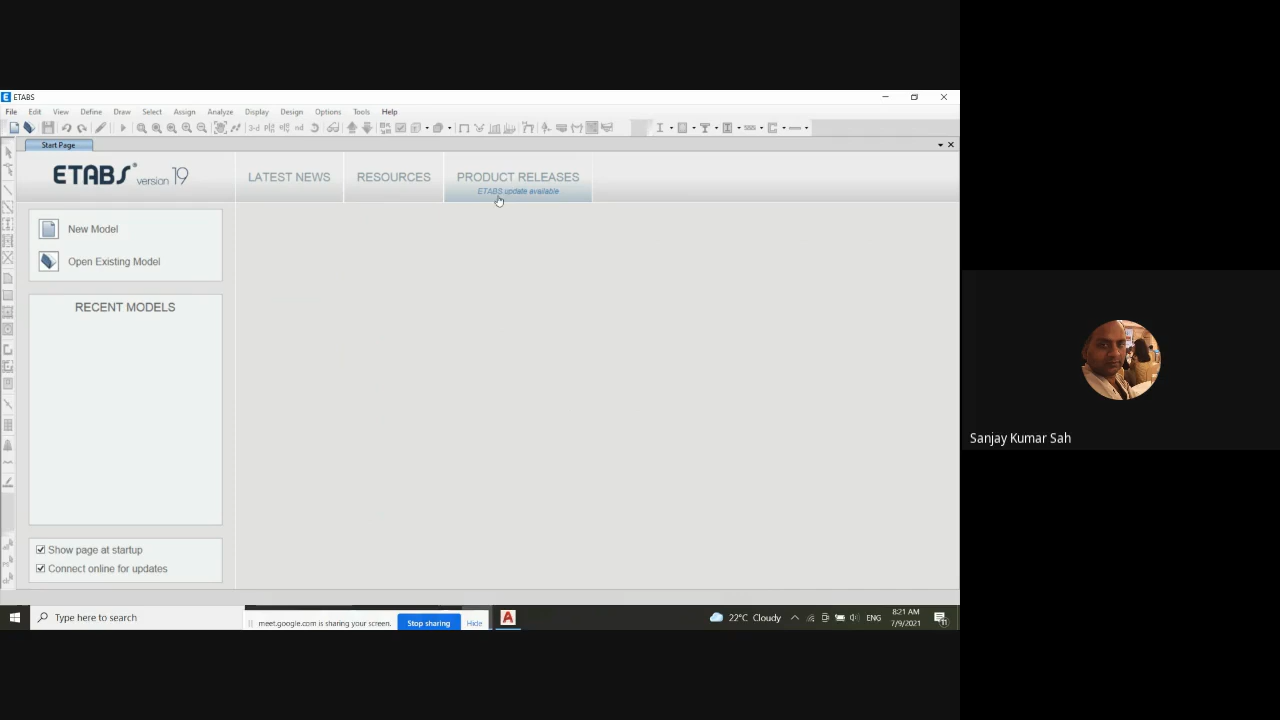 ETABS
File Edit View Define Draw Select Assign Analyze Display Design Options Tools Help
Start Page
ETABS® version 19
LATEST NEWS
RESOURCES
PRODUCT RELEASES
ETABS update available
New Model
Open Existing Model
RECENT MODELS
Show page at startup
Connect online for updates
Sanjay Kumar Sah
Type here to search
meet.google.com is sharing your screen.
Stop sharing
Hide
A
22°C Cloudy
ENG
8:21 AM
7/9/2021